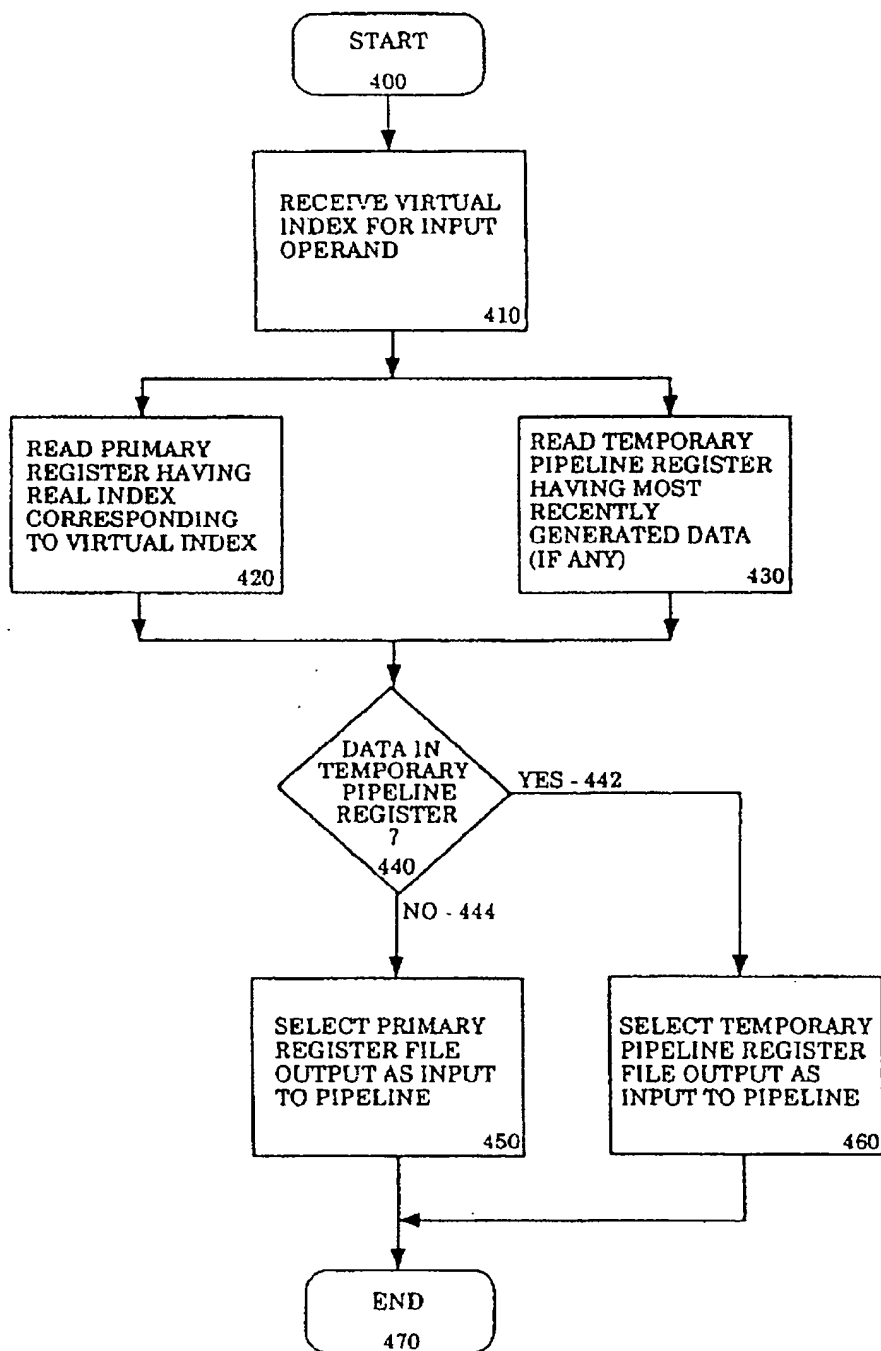 START
400
RECEIVE VIRTUAL
INDEX FOR INPUT
OPERAND
410
READ PRIMARY
REGISTER HAVING
REAL INDEX
CORRESPONDING
TO VIRTUAL INDEX
420
READ TEMPORARY
PIPELINE REGISTER
HAVING MOST
RECENTLY
GENERATED DATA
(IF ANY)
430
DATA IN
TEMPORARY
PIPELINE
REGISTER
?
440
YES - 442
NO - 444
SELECT PRIMARY
REGISTER FILE
OUTPUT AS INPUT
TO PIPELINE
450
SELECT TEMPORARY
PIPELINE REGISTER
FILE OUTPUT AS
INPUT TO PIPELINE
460
END
470